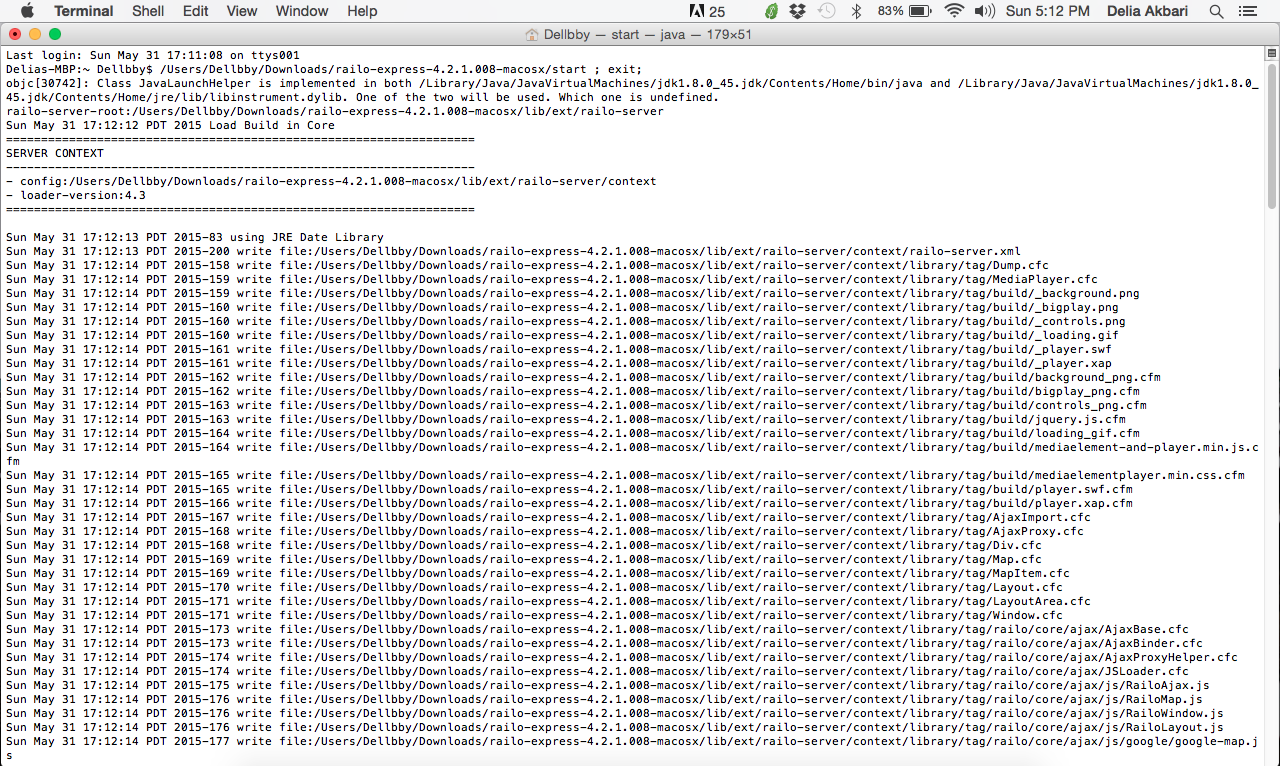 Terminal Shell Edit View Window Help 25 83% Sun 5:12 PM Delia Akbari
Dellbby — start — java — 179×51
Last login: Sun May 31 17:11:08 on ttys001
Delias-MBP:~ Dellbby$ /Users/Dellbby/Downloads/railo-express-4.2.1.008-macosx/start ; exit;
objc[30742]: Class JavaLaunchHelper is implemented in both /Library/Java/JavaVirtualMachines/jdk1.8.0_45.jdk/Contents/Home/bin/java and /Library/Java/JavaVirtualMachines/jdk1.8.0_
45.jdk/Contents/Home/jre/lib/libinstrument.dylib. One of the two will be used. Which one is undefined.
railo-server-root:/Users/Dellbby/Downloads/railo-express-4.2.1.008-macosx/lib/ext/railo-server
Sun May 31 17:12:12 PDT 2015 Load Build in Core
===================================================================
SERVER CONTEXT
-------------------------------------------------------------------
- config:/Users/Dellbby/Downloads/railo-express-4.2.1.008-macosx/lib/ext/railo-server/context
- loader-version:4.3
===================================================================
Sun May 31 17:12:13 PDT 2015-83 using JRE Date Library
Sun May 31 17:12:13 PDT 2015-200 write file:/Users/Dellbby/Downloads/railo-express-4.2.1.008-macosx/lib/ext/railo-server/context/railo-server.xml
Sun May 31 17:12:14 PDT 2015-158 write file:/Users/Dellbby/Downloads/railo-express-4.2.1.008-macosx/lib/ext/railo-server/context/library/tag/Dump.cfc
Sun May 31 17:12:14 PDT 2015-159 write file:/Users/Dellbby/Downloads/railo-express-4.2.1.008-macosx/lib/ext/railo-server/context/library/tag/MediaPlayer.cfc
Sun May 31 17:12:14 PDT 2015-159 write file:/Users/Dellbby/Downloads/railo-express-4.2.1.008-macosx/lib/ext/railo-server/context/library/tag/build/_background.png
Sun May 31 17:12:14 PDT 2015-160 write file:/Users/Dellbby/Downloads/railo-express-4.2.1.008-macosx/lib/ext/railo-server/context/library/tag/build/_bigplay.png
Sun May 31 17:12:14 PDT 2015-160 write file:/Users/Dellbby/Downloads/railo-express-4.2.1.008-macosx/lib/ext/railo-server/context/library/tag/build/_controls.png
Sun May 31 17:12:14 PDT 2015-160 write file:/Users/Dellbby/Downloads/railo-express-4.2.1.008-macosx/lib/ext/railo-server/context/library/tag/build/_loading.gif
Sun May 31 17:12:14 PDT 2015-161 write file:/Users/Dellbby/Downloads/railo-express-4.2.1.008-macosx/lib/ext/railo-server/context/library/tag/build/_player.swf
Sun May 31 17:12:14 PDT 2015-161 write file:/Users/Dellbby/Downloads/railo-express-4.2.1.008-macosx/lib/ext/railo-server/context/library/tag/build/_player.xap
Sun May 31 17:12:14 PDT 2015-162 write file:/Users/Dellbby/Downloads/railo-express-4.2.1.008-macosx/lib/ext/railo-server/context/library/tag/build/background_png.cfm
Sun May 31 17:12:14 PDT 2015-162 write file:/Users/Dellbby/Downloads/railo-express-4.2.1.008-macosx/lib/ext/railo-server/context/library/tag/build/bigplay_png.cfm
Sun May 31 17:12:14 PDT 2015-163 write file:/Users/Dellbby/Downloads/railo-express-4.2.1.008-macosx/lib/ext/railo-server/context/library/tag/build/controls_png.cfm
Sun May 31 17:12:14 PDT 2015-163 write file:/Users/Dellbby/Downloads/railo-express-4.2.1.008-macosx/lib/ext/railo-server/context/library/tag/build/jquery.js.cfm
Sun May 31 17:12:14 PDT 2015-164 write file:/Users/Dellbby/Downloads/railo-express-4.2.1.008-macosx/lib/ext/railo-server/context/library/tag/build/loading_gif.cfm
Sun May 31 17:12:14 PDT 2015-164 write file:/Users/Dellbby/Downloads/railo-express-4.2.1.008-macosx/lib/ext/railo-server/context/library/tag/build/mediaelement-and-player.min.js.c
fm
Sun May 31 17:12:14 PDT 2015-165 write file:/Users/Dellbby/Downloads/railo-express-4.2.1.008-macosx/lib/ext/railo-server/context/library/tag/build/mediaelementplayer.min.css.cfm
Sun May 31 17:12:14 PDT 2015-165 write file:/Users/Dellbby/Downloads/railo-express-4.2.1.008-macosx/lib/ext/railo-server/context/library/tag/build/player.swf.cfm
Sun May 31 17:12:14 PDT 2015-166 write file:/Users/Dellbby/Downloads/railo-express-4.2.1.008-macosx/lib/ext/railo-server/context/library/tag/build/player.xap.cfm
Sun May 31 17:12:14 PDT 2015-167 write file:/Users/Dellbby/Downloads/railo-express-4.2.1.008-macosx/lib/ext/railo-server/context/library/tag/AjaxImport.cfc
Sun May 31 17:12:14 PDT 2015-168 write file:/Users/Dellbby/Downloads/railo-express-4.2.1.008-macosx/lib/ext/railo-server/context/library/tag/AjaxProxy.cfc
Sun May 31 17:12:14 PDT 2015-168 write file:/Users/Dellbby/Downloads/railo-express-4.2.1.008-macosx/lib/ext/railo-server/context/library/tag/Div.cfc
Sun May 31 17:12:14 PDT 2015-169 write file:/Users/Dellbby/Downloads/railo-express-4.2.1.008-macosx/lib/ext/railo-server/context/library/tag/Map.cfc
Sun May 31 17:12:14 PDT 2015-169 write file:/Users/Dellbby/Downloads/railo-express-4.2.1.008-macosx/lib/ext/railo-server/context/library/tag/MapItem.cfc
Sun May 31 17:12:14 PDT 2015-170 write file:/Users/Dellbby/Downloads/railo-express-4.2.1.008-macosx/lib/ext/railo-server/context/library/tag/Layout.cfc
Sun May 31 17:12:14 PDT 2015-171 write file:/Users/Dellbby/Downloads/railo-express-4.2.1.008-macosx/lib/ext/railo-server/context/library/tag/LayoutArea.cfc
Sun May 31 17:12:14 PDT 2015-171 write file:/Users/Dellbby/Downloads/railo-express-4.2.1.008-macosx/lib/ext/railo-server/context/library/tag/Window.cfc
Sun May 31 17:12:14 PDT 2015-173 write file:/Users/Dellbby/Downloads/railo-express-4.2.1.008-macosx/lib/ext/railo-server/context/library/tag/railo/core/ajax/AjaxBase.cfc
Sun May 31 17:12:14 PDT 2015-173 write file:/Users/Dellbby/Downloads/railo-express-4.2.1.008-macosx/lib/ext/railo-server/context/library/tag/railo/core/ajax/AjaxBinder.cfc
Sun May 31 17:12:14 PDT 2015-174 write file:/Users/Dellbby/Downloads/railo-express-4.2.1.008-macosx/lib/ext/railo-server/context/library/tag/railo/core/ajax/AjaxProxyHelper.cfc
Sun May 31 17:12:14 PDT 2015-174 write file:/Users/Dellbby/Downloads/railo-express-4.2.1.008-macosx/lib/ext/railo-server/context/library/tag/railo/core/ajax/JSLoader.cfc
Sun May 31 17:12:14 PDT 2015-175 write file:/Users/Dellbby/Downloads/railo-express-4.2.1.008-macosx/lib/ext/railo-server/context/library/tag/railo/core/ajax/js/RailoAjax.js
Sun May 31 17:12:14 PDT 2015-176 write file:/Users/Dellbby/Downloads/railo-express-4.2.1.008-macosx/lib/ext/railo-server/context/library/tag/railo/core/ajax/js/RailoMap.js
Sun May 31 17:12:14 PDT 2015-176 write file:/Users/Dellbby/Downloads/railo-express-4.2.1.008-macosx/lib/ext/railo-server/context/library/tag/railo/core/ajax/js/RailoWindow.js
Sun May 31 17:12:14 PDT 2015-176 write file:/Users/Dellbby/Downloads/railo-express-4.2.1.008-macosx/lib/ext/railo-server/context/library/tag/railo/core/ajax/js/RailoLayout.js
Sun May 31 17:12:14 PDT 2015-177 write file:/Users/Dellbby/Downloads/railo-express-4.2.1.008-macosx/lib/ext/railo-server/context/library/tag/railo/core/ajax/js/google/google-map.j
s